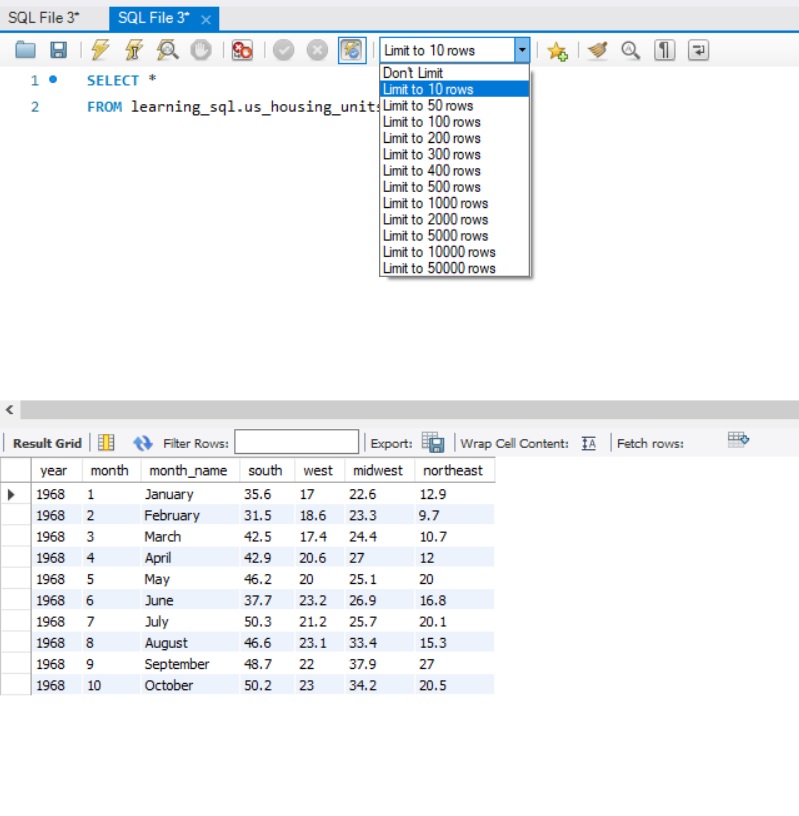 SQL File 3* SQL File 3*
Limit to 10 rows
1 SELECT *
2 FROM learning_sql.us_housing_units
Don't Limit
Limit to 10 rows
Limit to 50 rows
Limit to 100 rows
Limit to 200 rows
Limit to 300 rows
Limit to 400 rows
Limit to 500 rows
Limit to 1000 rows
Limit to 2000 rows
Limit to 5000 rows
Limit to 10000 rows
Limit to 50000 rows
Result Grid Filter Rows: Export: Wrap Cell Content: Fetch rows:
year month month_name south west midwest northeast
1968 1 January 35.6 17 22.6 12.9
1968 2 February 31.5 18.6 23.3 9.7
1968 3 March 42.5 17.4 24.4 10.7
1968 4 April 42.9 20.6 27 12
1968 5 May 46.2 20 25.1 20
1968 6 June 37.7 23.2 26.9 16.8
1968 7 July 50.3 21.2 25.7 20.1
1968 8 August 46.6 23.1 33.4 15.3
1968 9 September 48.7 22 37.9 27
1968 10 October 50.2 23 34.2 20.5